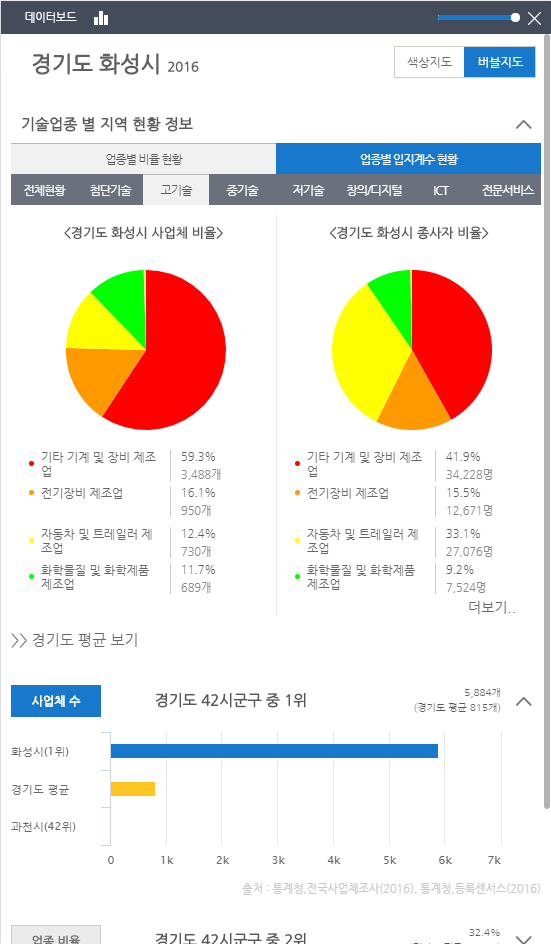 데이터보드
경기도 화성시 2016
색상지도 버블지도
기술업종 별 지역 현황 정보
업종별 비율 현황 업종별 입지계수 현황
전체현황 첨단기술 고기술 중기술 저기술 창의/디지털 ICT 전문서비스
<경기도 화성시 사업체 비율>
기타 기계 및 장비 제조
업
59.3%
3,488개
전기장비 제조업
16.1%
950개
자동차 및 트레일러 제
조업
12.4%
730개
화학물질 및 화학제품
제조업
11.7%
689개
<경기도 화성시 종사자 비율>
기타 기계 및 장비 제조
업
41.9%
34,228명
전기장비 제조업
15.5%
12,671명
자동차 및 트레일러 제
조업
33.1%
27,076명
화학물질 및 화학제품
제조업
9.2%
7,524명
더보기..
>> 경기도 평균 보기
사업체 수
경기도 42시군구 중 1위
5,884개
(경기도 평균 815개)
화성시(1위)
경기도 평균
과천시(42위)
0 1k 2k 3k 4k 5k 6k 7k
출처 : 통계청,전국사업체조사(2016), 통계청,등록센서스(2016)
업종 비율
경기도 42시군구 중 2위
32.4%